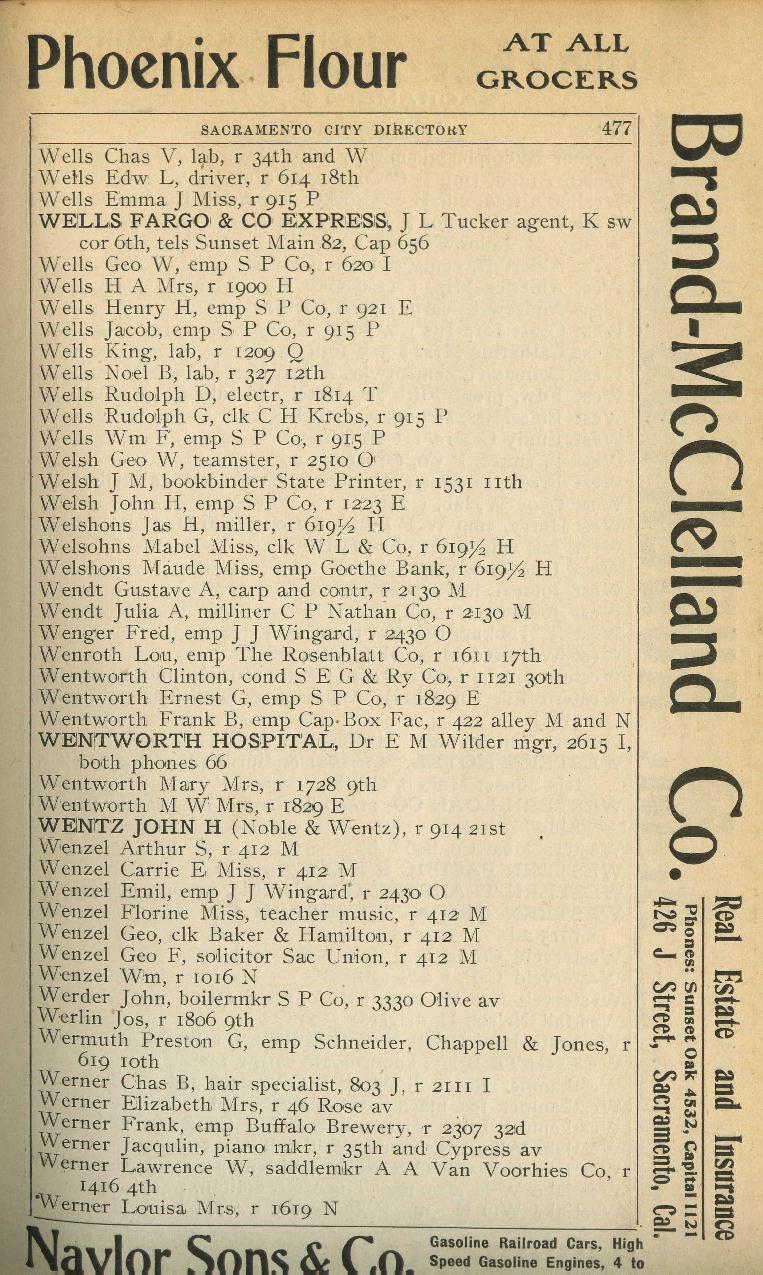 Phoenix Flour
AT ALL
GROCERS
SACRAMENTO CITY DIRECTORY 477
Wells Chas V, lab, r 34th and W
Wells Edw L, driver, r 614 18th
Wells Emma J Miss, r 915 P
WELLS FARGO & CO EXPRESS, J L Tucker agent, K sw
cor 6th, tels Sunset Main 82, Cap 656
Wells Geo W, emp S P Co, r 620 I
Wells H A Mrs, r 1900 H
Wells Henry H, emp S P Co, r 921 E
Wells Jacob, emp S P Co, r 915 P
Wells King, lab, r 1209 Q
Wells Noel B, lab, r 327 12th
Wells Rudolph D, electr, r 1814 T
Wells Rudolph G, clk C H Krebs, r 915 P
Wells Wm F, emp S P Co, r 915 P
Welsh Geo W, teamster, r 2510 O
Welsh J M, bookbinder State Printer, r 1531 11th
Welsh John H, emp S P Co, r 1223 E
Welshons Jas H, miller, r 619½ H
Welsohns Mabel Miss, clk W L & Co, r 619½ H
Welshons Maude Miss, emp Goethe Bank, r 619½ H
Wendt Gustave A, carp and contr, r 2130 M
Wendt Julia A, milliner C P Nathan Co, r 2130 M
Wenger Fred, emp J J Wingard, r 2430 O
Wenroth Lou, emp The Rosenblatt Co, r 1611 17th
Wentworth Clinton, cond S E G & Ry Co, r 1121 30th
Wentworth Ernest G, emp S P Co, r 1829 E
Wentworth Frank B, emp Cap Box Fac, r 422 alley M and N
WENTWORTH HOSPITAL, Dr E M Wilder mgr, 2615 I,
both phones 66
Wentworth Mary Mrs, r 1728 9th
Wentworth M W Mrs, r 1829 E
WENTZ JOHN H (Noble & Wentz), r 914 21st
Wenzel Arthur S, r 412 M
Wenzel Carrie E Miss, r 412 M
Wenzel Emil, emp J J Wingard, r 2430 O
Wenzel Florine Miss, teacher music, r 412 M
Wenzel Geo, clk Baker & Hamilton, r 412 M
Wenzel Geo F, solicitor Sac Union, r 412 M
Wenzel Wm, r 1016 N
Werder John, boilermkr S P Co, r 3330 Olive av
Werlin Jos, r 1806 9th
Wermuth Preston G, emp Schneider, Chappell & Jones, r
619 10th
Werner Chas B, hair specialist, 803 J, r 2111 I
Werner Elizabeth Mrs, r 46 Rose av
Werner Frank, emp Buffalo Brewery, r 2307 32d
Werner Jacqulin, piano mkr, r 35th and Cypress av
Werner Lawrence W, saddlemkr A A Van Voorhies Co, r
1416 4th
Werner Louisa Mrs, r 1619 N
Brand-McClelland Co.
Real Estate and Insurance
Phones: Sunset Oak 4532, Capital 1121
426 J Street, Sacramento, Cal.
Naylor Sons & Co.
Gasoline Railroad Cars, High
Speed Gasoline Engines, 4 to